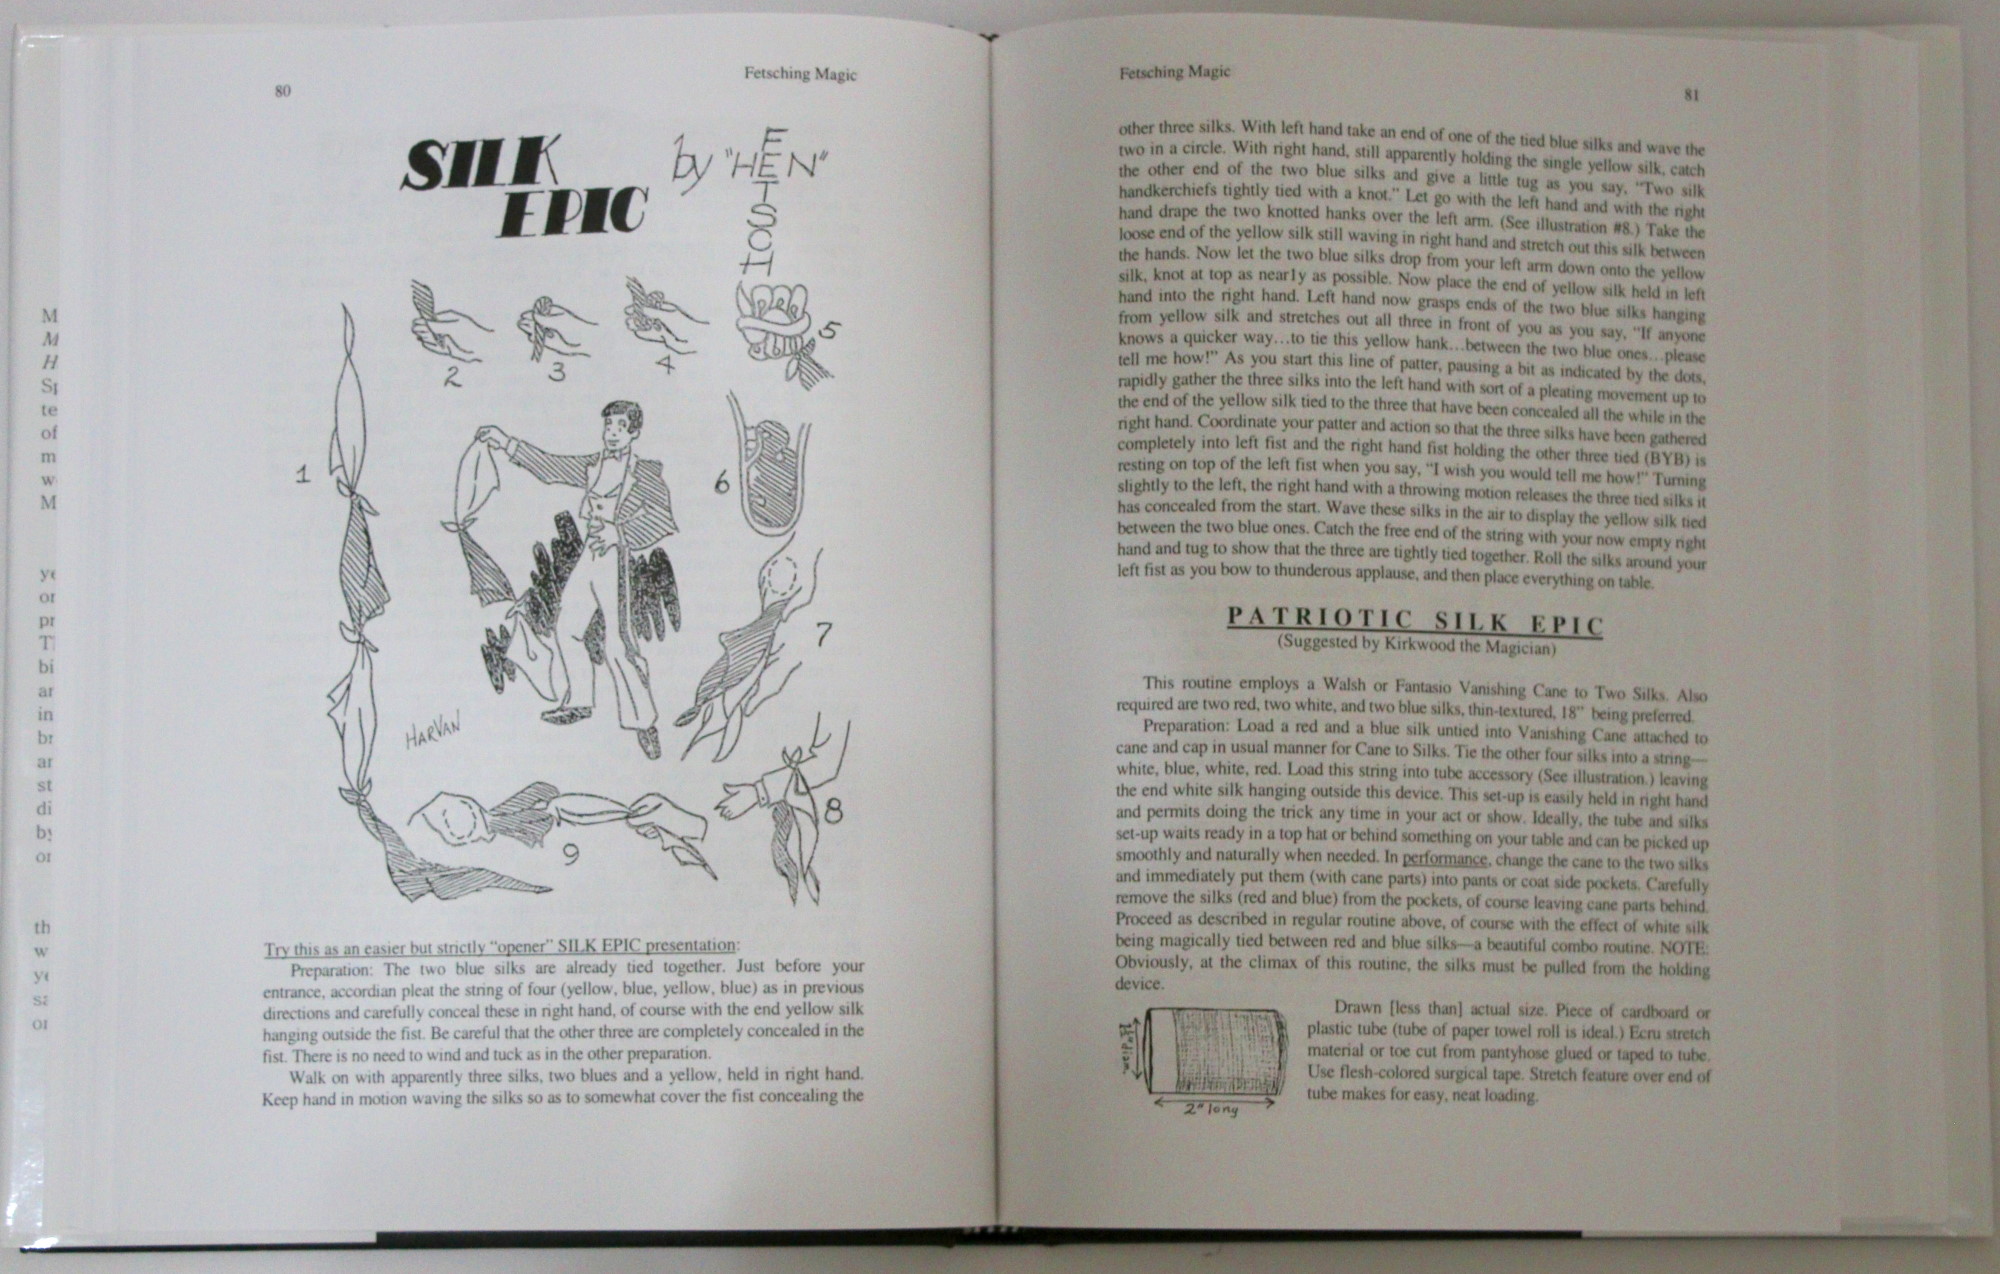 80
Fetsching Magic
SILK
EPIC
by "HEN"
FETSCH
1
2
3
4
5
6
7
8
9
HARVAN
Try this as an easier but strictly "opener" SILK EPIC presentation:
Preparation: The two blue silks are already tied together. Just before your
entrance, accordian pleat the string of four (yellow, blue, yellow, blue) as in previous
directions and carefully conceal these in right hand, of course with the end yellow silk
hanging outside the fist. Be careful that the other three are completely concealed in the
fist. There is no need to wind and tuck as in the other preparation.
Walk on with apparently three silks, two blues and a yellow, held in right hand.
Keep hand in motion waving the silks so as to somewhat cover the fist concealing the
Fetsching Magic
81
other three silks. With left hand take an end of one of the tied blue silks and wave the
two in a circle. With right hand, still apparently holding the single yellow silk, catch
the other end of the two blue silks and give a little tug as you say, "Two silk
handkerchiefs tightly tied with a knot." Let go with the left hand and with the right
hand drape the two knotted hanks over the left arm. (See illustration #8.) Take the
loose end of the yellow silk still waving in right hand and stretch out this silk between
the hands. Now let the two blue silks drop from your left arm down onto the yellow
silk, knot at top as nearly as possible. Now place the end of yellow silk held in left
hand into the right hand. Left hand now grasps ends of the two blue silks hanging
from yellow silk and stretches out all three in front of you as you say, "If anyone
knows a quicker way...to tie this yellow hank...between the two blue ones...please
tell me how!" As you start this line of patter, pausing a bit as indicated by the dots,
rapidly gather the three silks into the left hand with sort of a pleating movement up to
the end of the yellow silk tied to the three that have been concealed all the while in the
right hand. Coordinate your patter and action so that the three silks have been gathered
completely into left fist and the right hand fist holding the other three tied (BYB) is
resting on top of the left fist when you say, "I wish you would tell me how!" Turning
slightly to the left, the right hand with a throwing motion releases the three tied silks it
has concealed from the start. Wave these silks in the air to display the yellow silk tied
between the two blue ones. Catch the free end of the string with your now empty right
hand and tug to show that the three are tightly tied together. Roll the silks around your
left fist as you bow to thunderous applause, and then place everything on table.
PATRIOTIC SILK EPIC
(Suggested by Kirkwood the Magician)
This routine employs a Walsh or Fantasio Vanishing Cane to Two Silks. Also
required are two red, two white, and two blue silks, thin-textured, 18" being preferred.
Preparation: Load a red and a blue silk untied into Vanishing Cane attached to
cane and cap in usual manner for Cane to Silks. Tie the other four silks into a string—
white, blue, white, red. Load this string into tube accessory (See illustration.) leaving
the end white silk hanging outside this device. This set-up is easily held in right hand
and permits doing the trick any time in your act or show. Ideally, the tube and silks
set-up waits ready in a top hat or behind something on your table and can be picked up
smoothly and naturally when needed. In performance, change the cane to the two silks
and immediately put them (with cane parts) into pants or coat side pockets. Carefully
remove the silks (red and blue) from the pockets, of course leaving cane parts behind.
Proceed as described in regular routine above, of course with the effect of white silk
being magically tied between red and blue silks—a beautiful combo routine. NOTE:
Obviously, at the climax of this routine, the silks must be pulled from the holding
device.
Drawn [less than] actual size. Piece of cardboard or
plastic tube (tube of paper towel roll is ideal.) Ecru stretch
material or toe cut from pantyhose glued or taped to tube.
Use flesh-colored surgical tape. Stretch feature over end of
tube makes for easy, neat loading.
2" long